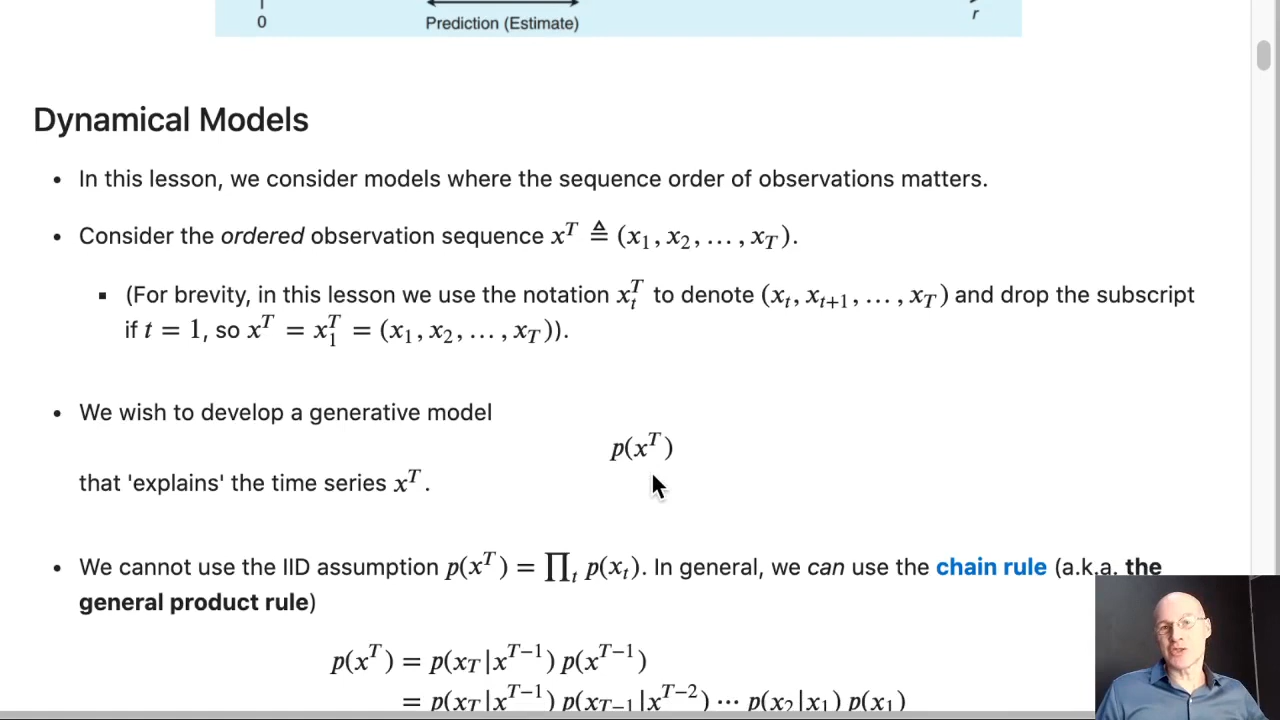 0
Prediction (Estimate)
r
Dynamical Models
• In this lesson, we consider models where the sequence order of observations matters.
• Consider the ordered observation sequence x^T ≜ (x_1, x_2, …, x_T).
▪ (For brevity, in this lesson we use the notation x_t^T to denote (x_t, x_{t+1}, …, x_T) and drop the subscript
if t = 1, so x^T = x_1^T = (x_1, x_2, …, x_T)).
• We wish to develop a generative model
p(x^T)
that 'explains' the time series x^T.
• We cannot use the IID assumption p(x^T) = ∏_t p(x_t). In general, we can use the chain rule (a.k.a. the
general product rule)
p(x^T) = p(x_T|x^{T−1}) p(x^{T−1})
= p(x_T|x^{T−1}) p(x_{T−1}|x^{T−2}) ⋯ p(x_2|x_1) p(x_1)